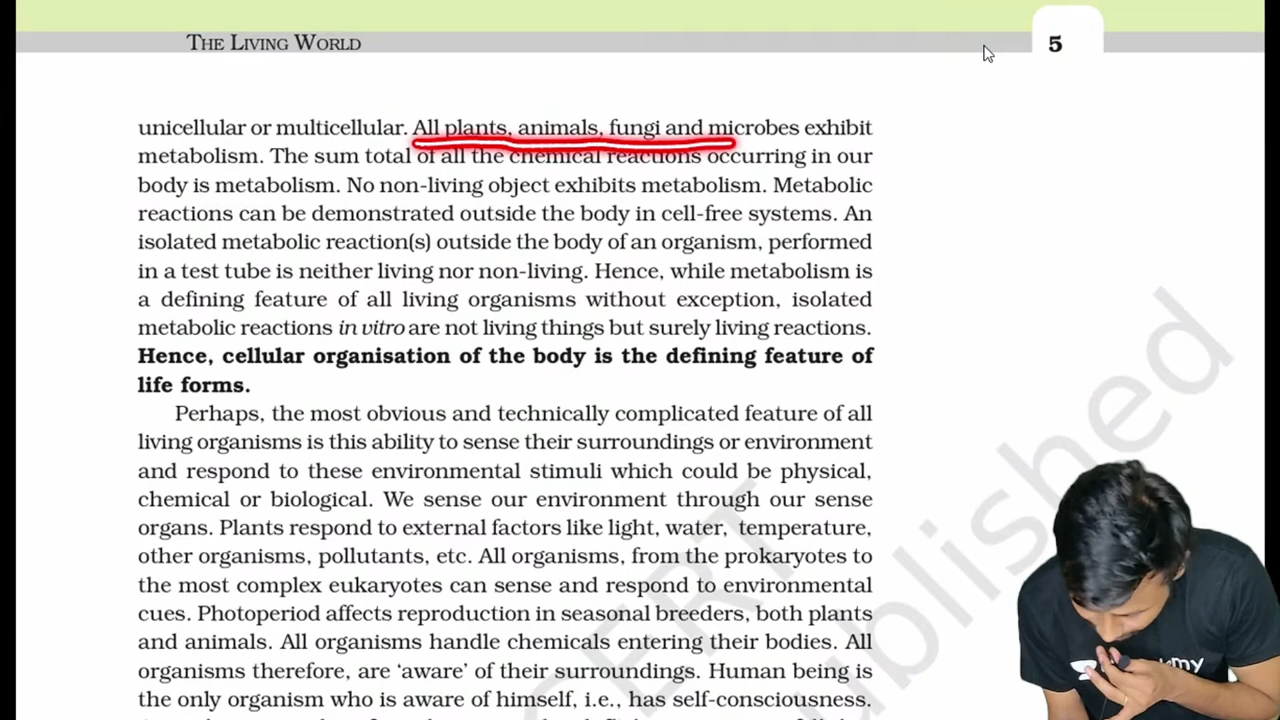 THE LIVING WORLD
5
unicellular or multicellular. All plants, animals, fungi and microbes exhibit
metabolism. The sum total of all the chemical reactions occurring in our
body is metabolism. No non-living object exhibits metabolism. Metabolic
reactions can be demonstrated outside the body in cell-free systems. An
isolated metabolic reaction(s) outside the body of an organism, performed
in a test tube is neither living nor non-living. Hence, while metabolism is
a defining feature of all living organisms without exception, isolated
metabolic reactions in vitro are not living things but surely living reactions.
Hence, cellular organisation of the body is the defining feature of
life forms.
Perhaps, the most obvious and technically complicated feature of all
living organisms is this ability to sense their surroundings or environment
and respond to these environmental stimuli which could be physical,
chemical or biological. We sense our environment through our sense
organs. Plants respond to external factors like light, water, temperature,
other organisms, pollutants, etc. All organisms, from the prokaryotes to
the most complex eukaryotes can sense and respond to environmental
cues. Photoperiod affects reproduction in seasonal breeders, both plants
and animals. All organisms handle chemicals entering their bodies. All
organisms therefore, are ‘aware’ of their surroundings. Human being is
the only organism who is aware of himself, i.e., has self-consciousness.